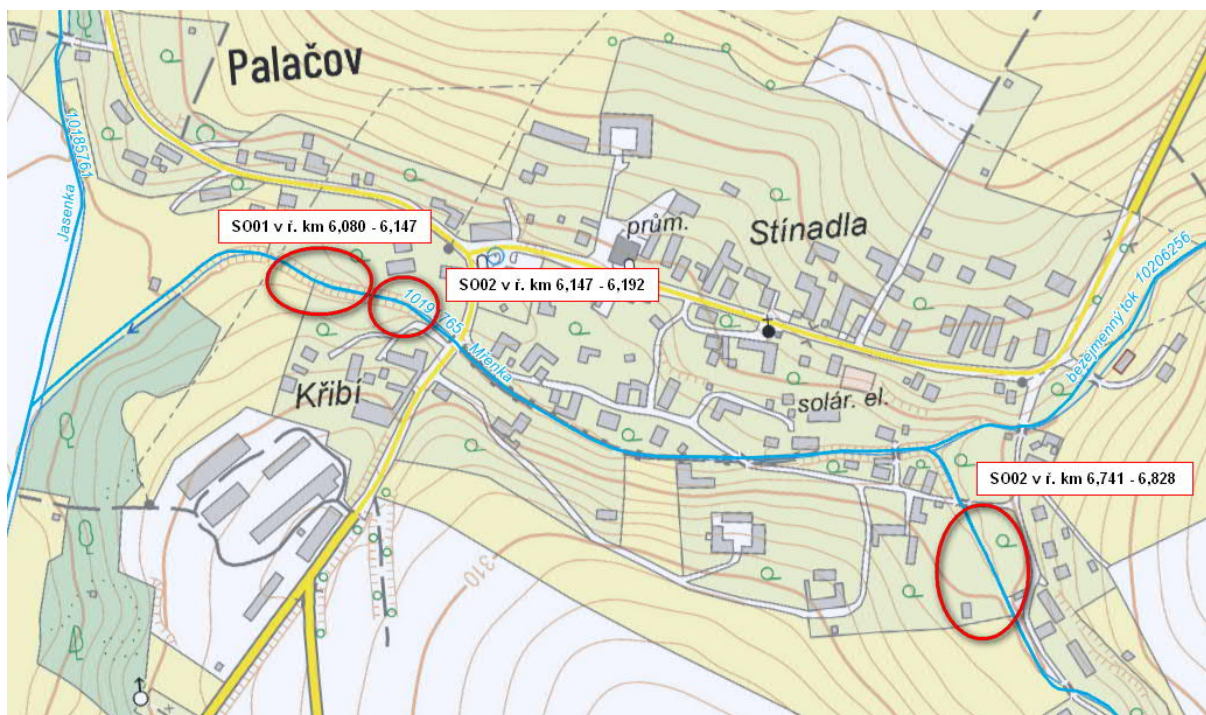 Palačov
10185761
Jasenka
SO01 v ř. km 6,080 - 6,147
prům.
Stínadla
SO02 v ř. km 6,147 - 6,192
1019 765 Mřenka
bezejmenný tok 10206256
Křibí
solár. el.
SO02 v ř. km 6,741 - 6,828
310